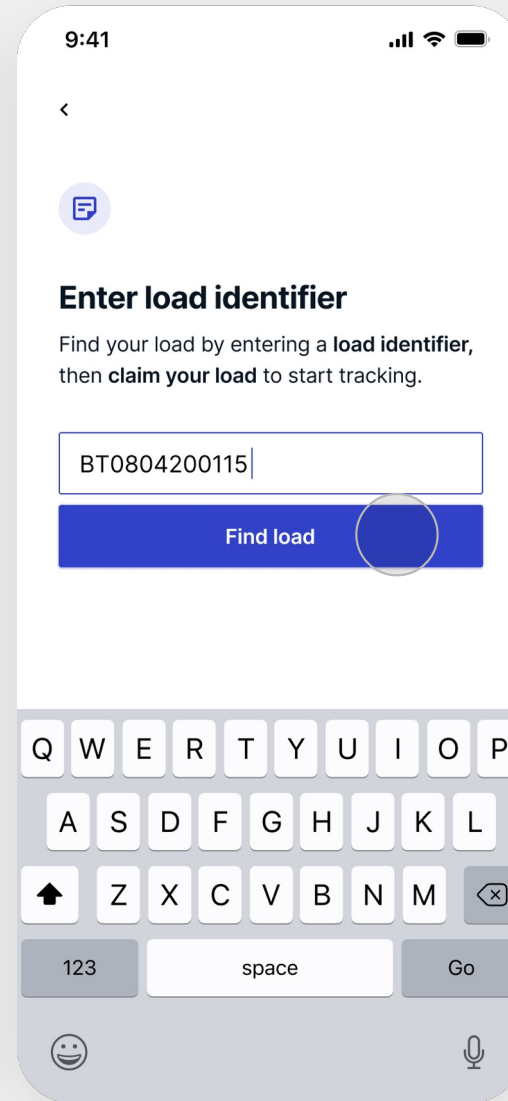 9:41
Enter load identifier
Find your load by entering a load identifier,
then claim your load to start tracking.
BT0804200115
Find load
Q W E R T Y U I O P
A S D F G H J K L
Z X C V B N M
123 space Go